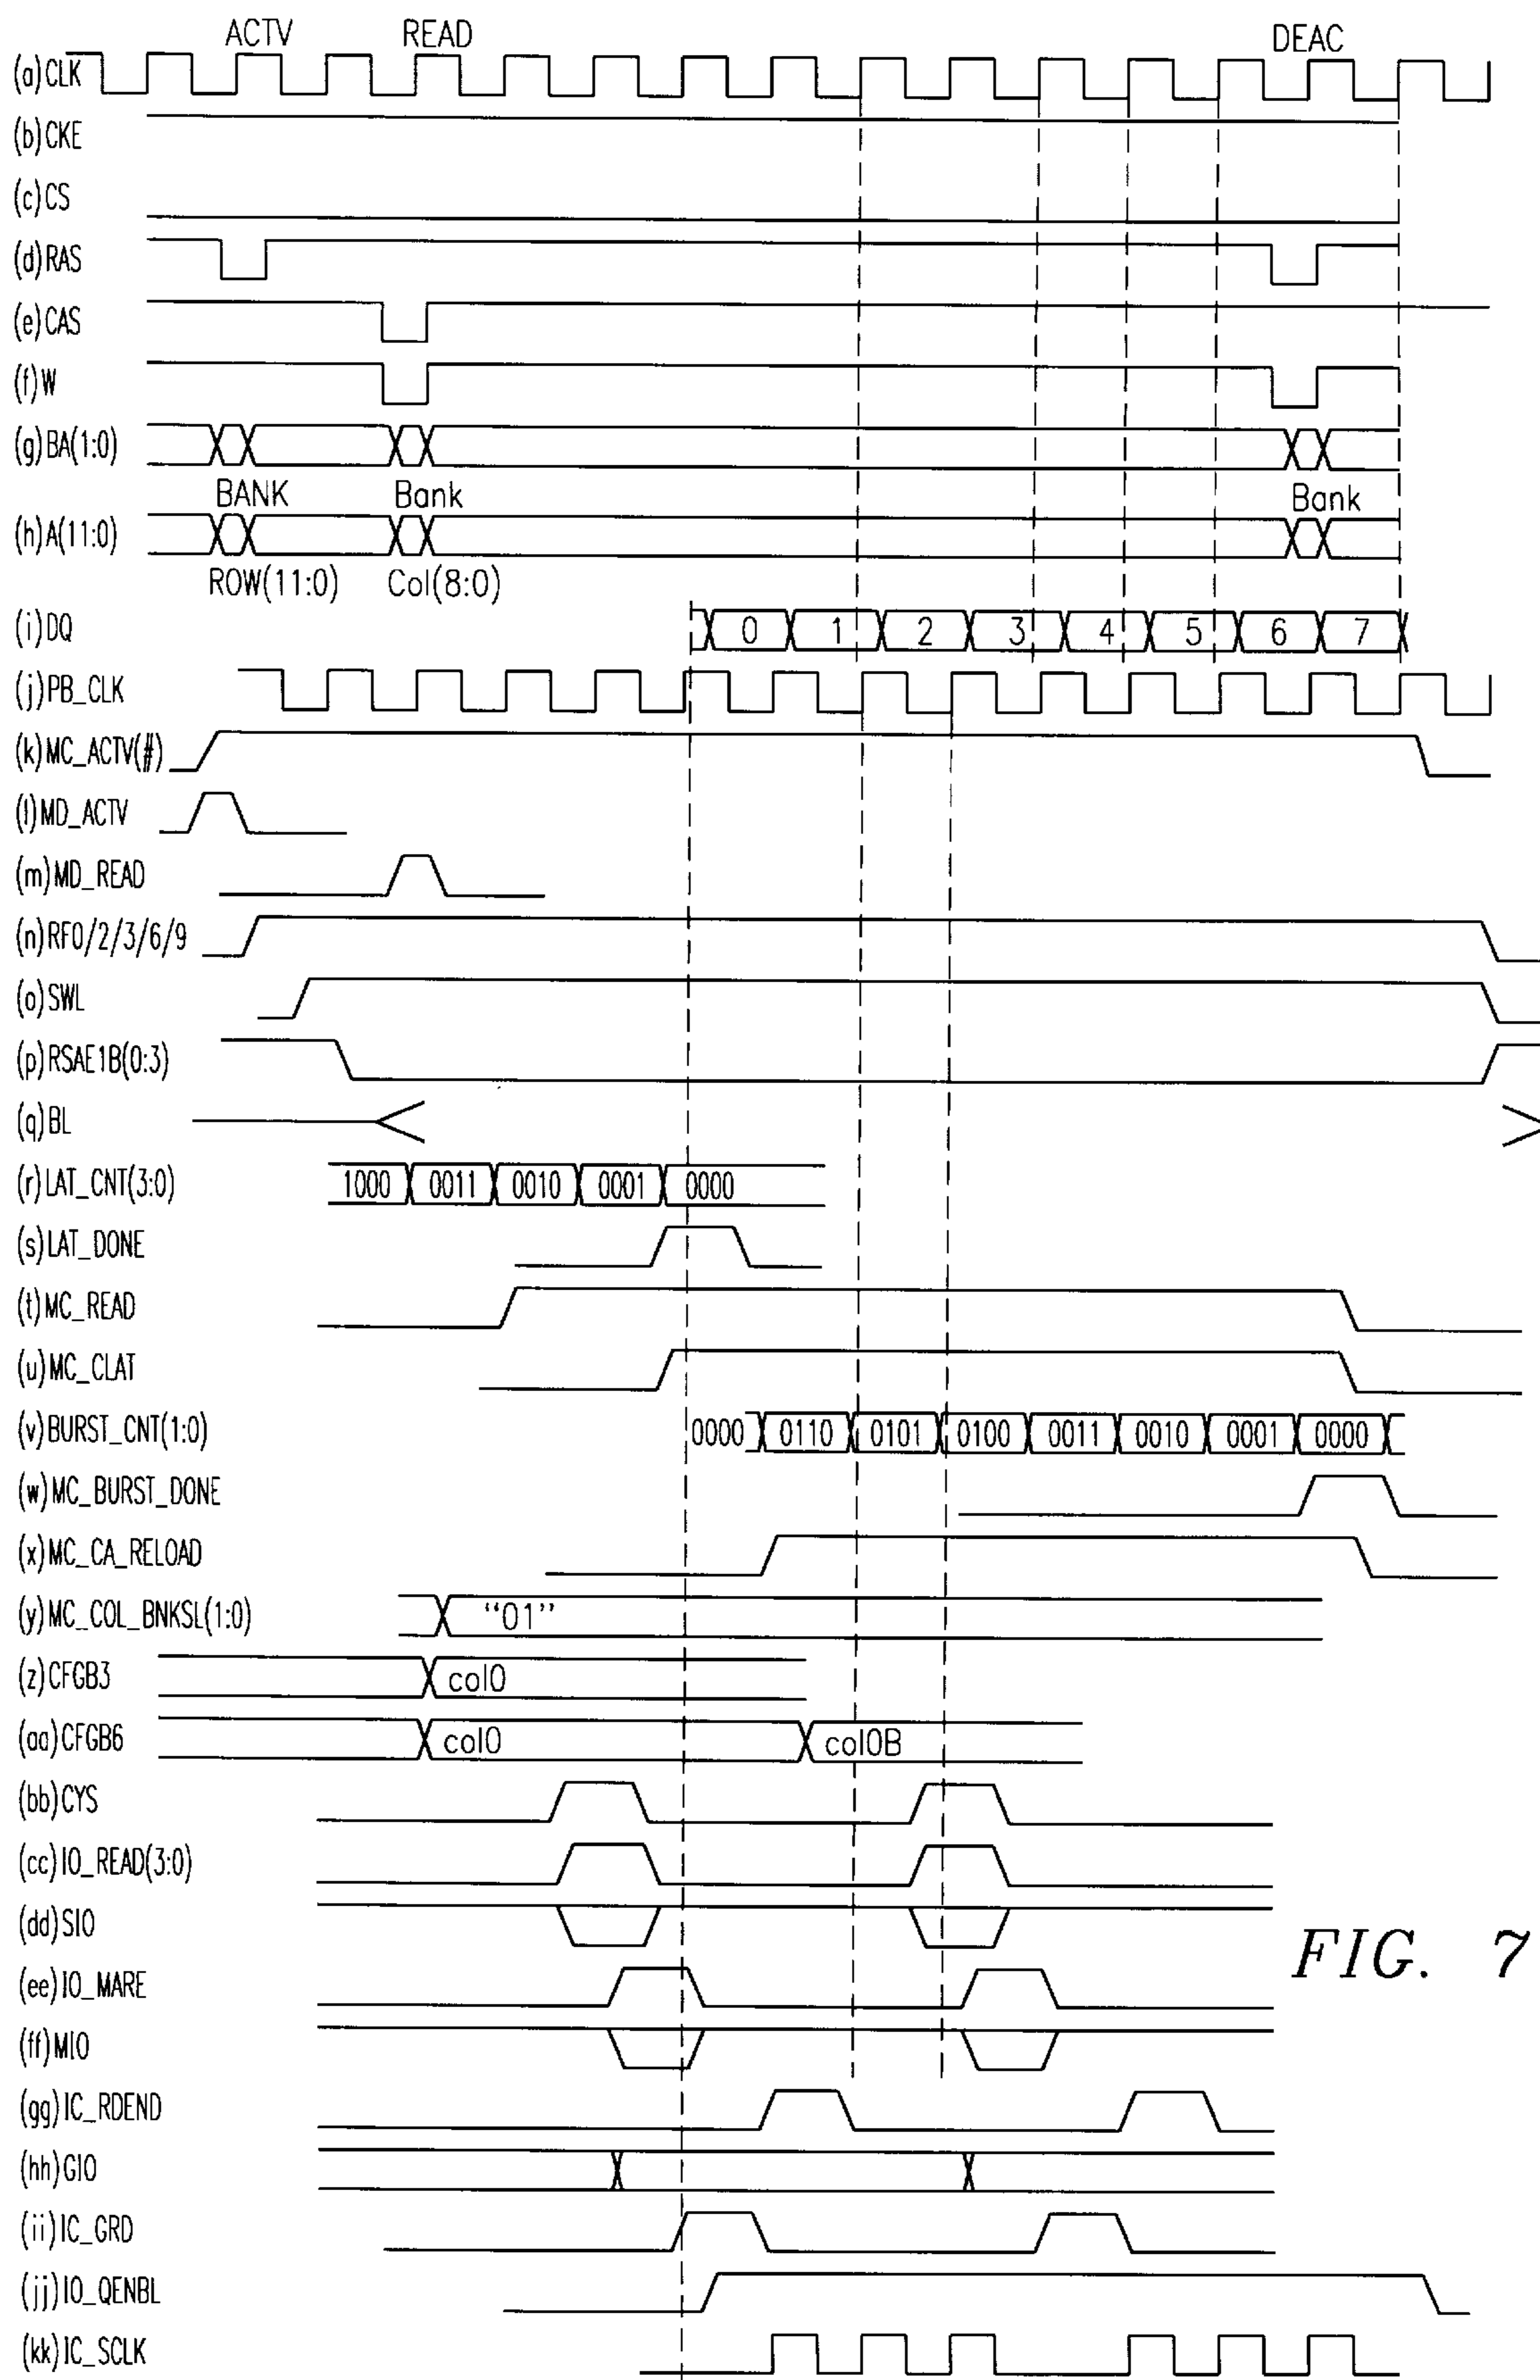 ACTV READ DEAC
(a)CLK
(b)CKE
(c)CS
(d)RAS
(e)CAS
(f)W
(g)BA(1:0)
BANK Bank Bank
(h)A(11:0)
ROW(11:0) Col(8:0)
(i)DQ 0 1 2 3 4 5 6 7
(j)PB_CLK
(k)MC_ACTV(#)
(l)MD_ACTV
(m)MD_READ
(n)RF0/2/3/6/9
(o)SWL
(p)RSAE1B(0:3)
(q)BL
(r)LAT_CNT(3:0) 1000 0011 0010 0001 0000
(s)LAT_DONE
(t)MC_READ
(u)MC_CLAT
(v)BURST_CNT(1:0) 0000 0110 0101 0100 0011 0010 0001 0000
(w)MC_BURST_DONE
(x)MC_CA_RELOAD
(y)MC_COL_BNKSL(1:0) “01”
(z)CFGB3 col0
(aa)CFGB6 col0 col0B
(bb)CYS
(cc)IO_READ(3:0)
(dd)SIO
FIG. 7
(ee)IO_MARE
(ff)MIO
(gg)IC_RDEND
(hh)GIO
(ii)IC_GRD
(jj)IO_QENBL
(kk)IC_SCLK